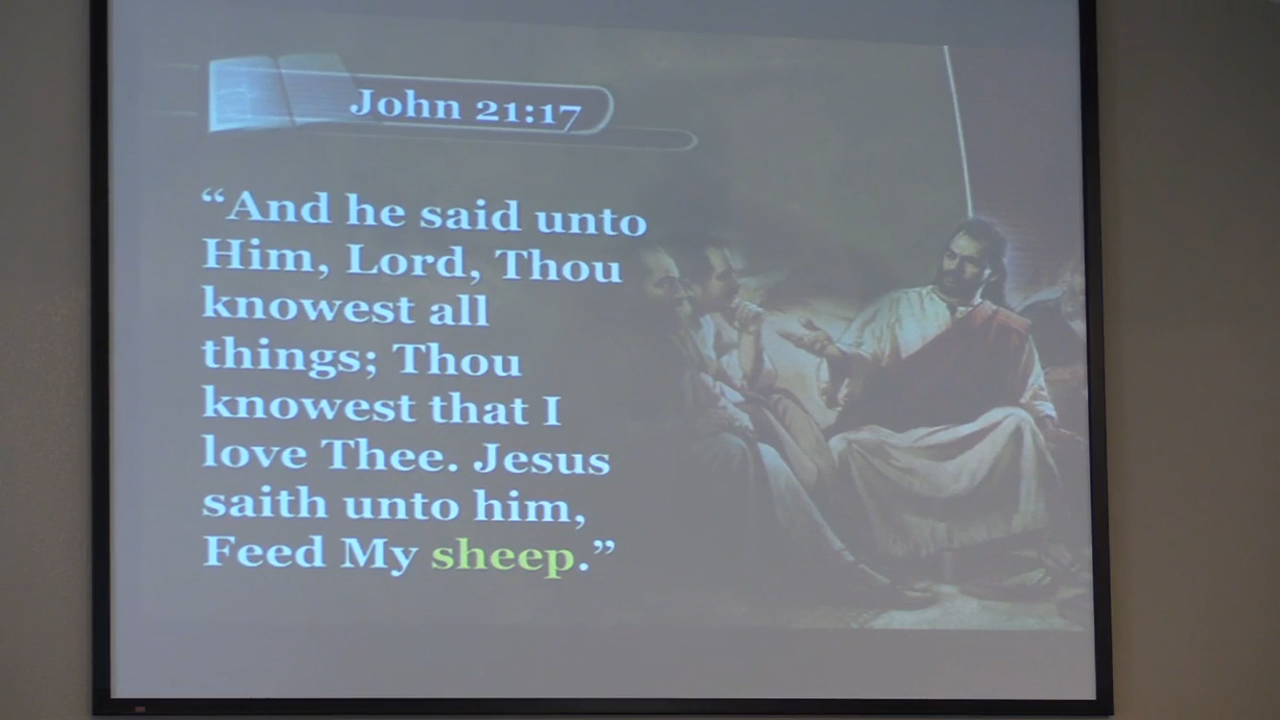 John 21:17
“And he said unto
Him, Lord, Thou
knowest all
things; Thou
knowest that I
love Thee. Jesus
saith unto him,
Feed My sheep.”